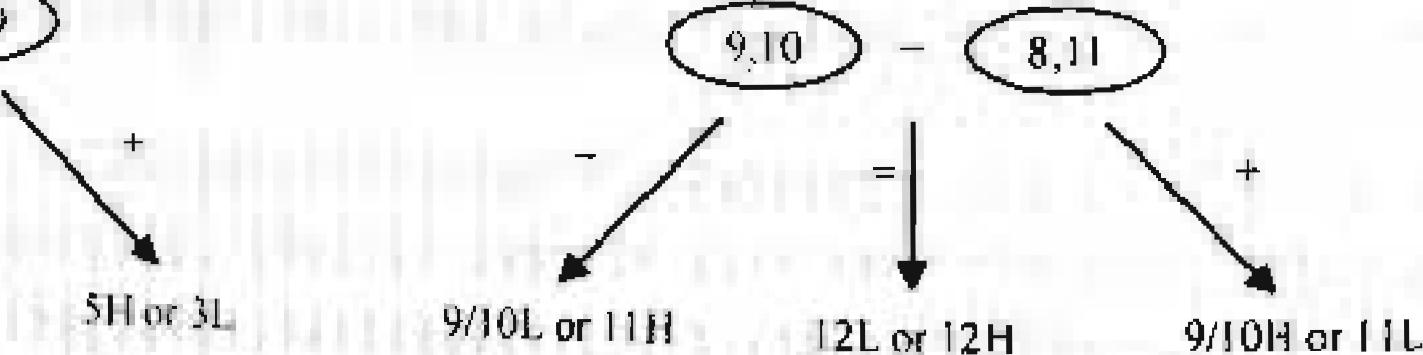 9,10 – 8,11
+ – = +
5H or 3L 9/10L or 11H 12L or 12H 9/10H or 11L